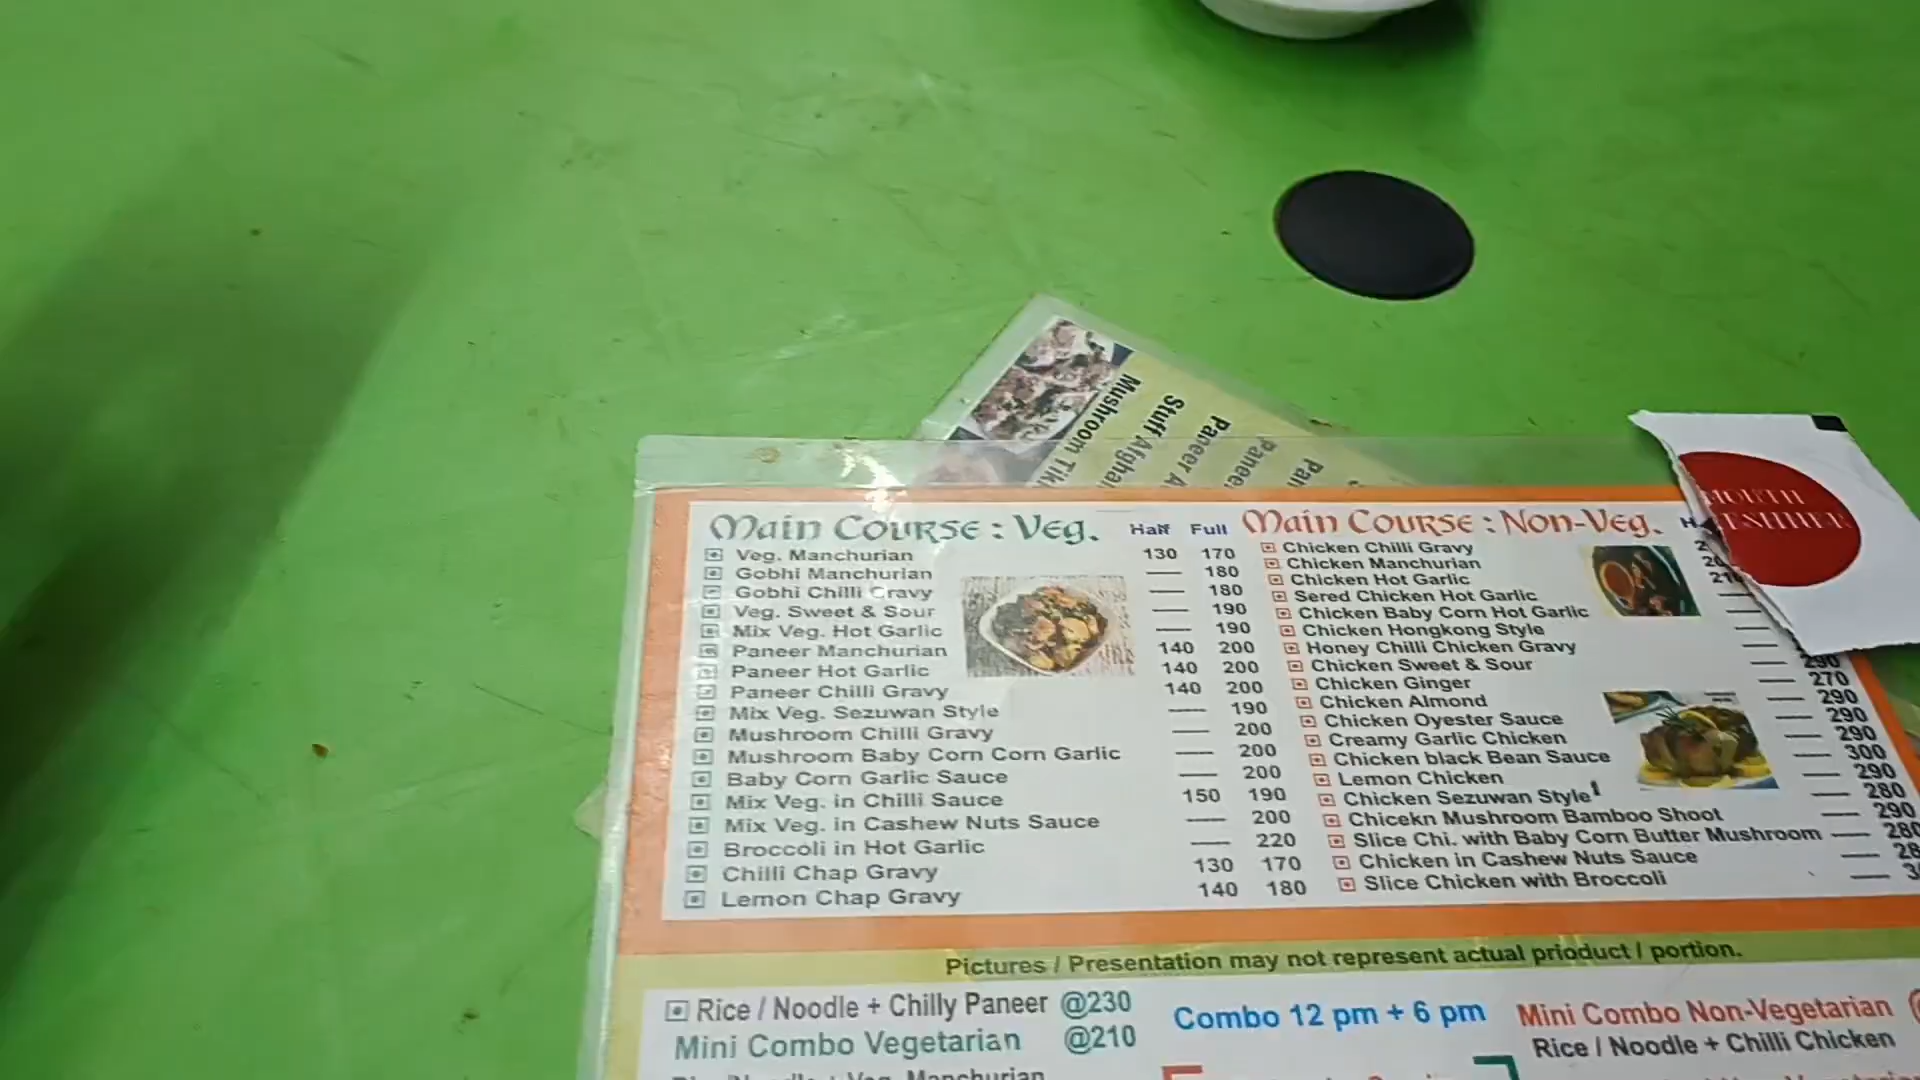 Mushroom
Stuff Afghai
Paneer A
Panee
Pan
NORTH
Main Course : Veg. Half Full
Veg. Manchurian 130 170
Gobhi Manchurian — 180
Gobhi Chilli Gravy — 180
Veg. Sweet & Sour — 190
Mix Veg. Hot Garlic — 190
Paneer Manchurian 140 200
Paneer Hot Garlic 140 200
Paneer Chilli Gravy 140 200
Mix Veg. Sezuwan Style — 190
Mushroom Chilli Gravy — 200
Mushroom Baby Corn Corn Garlic — 200
Baby Corn Garlic Sauce — 200
Mix Veg. in Chilli Sauce 150 190
Mix Veg. in Cashew Nuts Sauce — 200
Broccoli in Hot Garlic — 220
Chilli Chap Gravy 130 170
Lemon Chap Gravy 140 180
Main Course : Non-Veg.
Chicken Chilli Gravy
Chicken Manchurian
Chicken Hot Garlic
Sered Chicken Hot Garlic
Chicken Baby Corn Hot Garlic
Chicken Hongkong Style
Honey Chilli Chicken Gravy — 290
Chicken Sweet & Sour — 270
Chicken Ginger — 290
Chicken Almond — 290
Chicken Oyester Sauce — 290
Creamy Garlic Chicken — 300
Chicken black Bean Sauce — 290
Lemon Chicken — 280
Chicken Sezuwan Style — 290
Chicekn Mushroom Bamboo Shoot
Slice Chi. with Baby Corn Butter Mushroom — 280
Chicken in Cashew Nuts Sauce
Slice Chicken with Broccoli
Pictures / Presentation may not represent actual prioduct / portion.
Rice / Noodle + Chilly Paneer @230
Mini Combo Vegetarian @210
Combo 12 pm + 6 pm
Mini Combo Non-Vegetarian
Rice / Noodle + Chilli Chicken